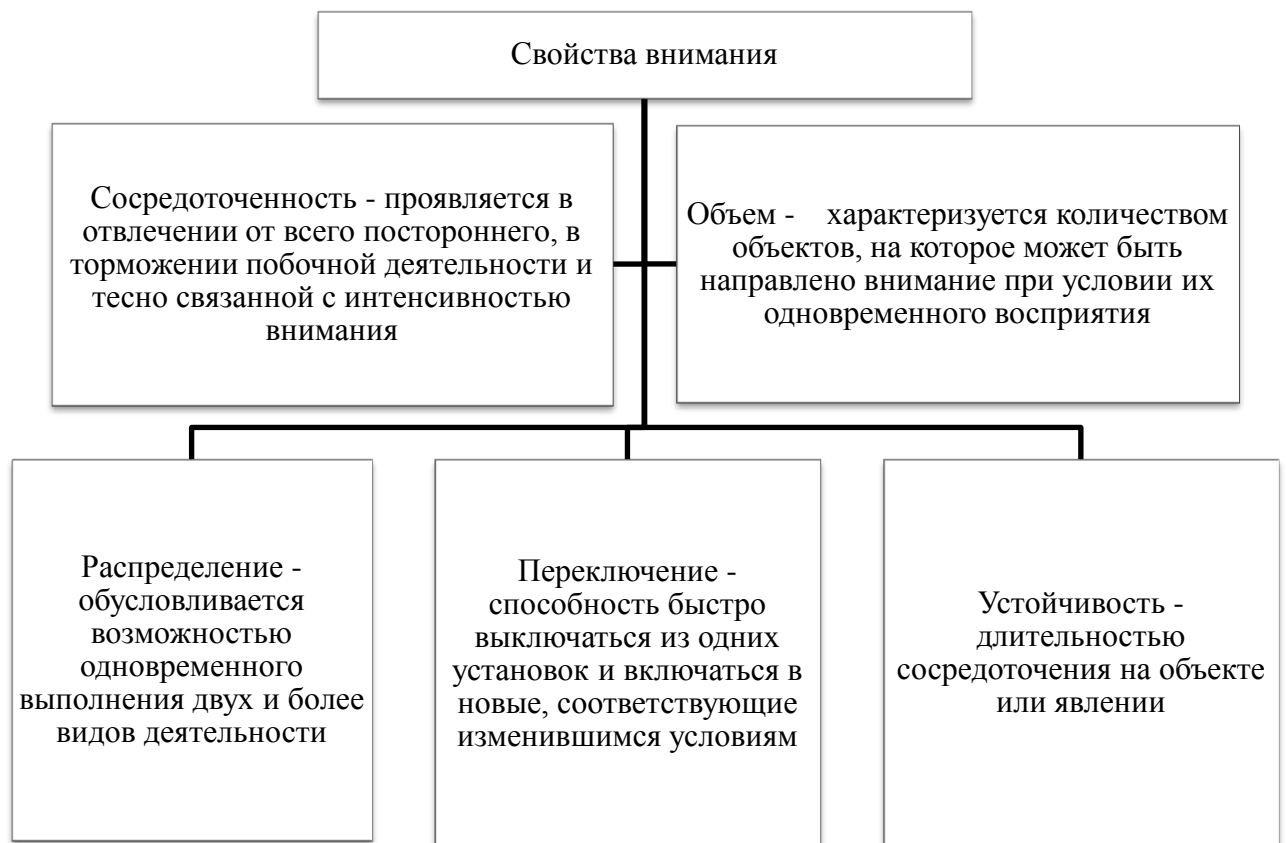 Свойства внимания
Сосредоточенность - проявляется в
отвлечении от всего постороннего, в
торможении побочной деятельности и
тесно связанной с интенсивностью
внимания
Объем - характеризуется количеством
объектов, на которое может быть
направлено внимание при условии их
одновременного восприятия
Распределение -
обусловливается
возможностью
одновременного
выполнения двух и более
видов деятельности
Переключение -
способность быстро
выключаться из одних
установок и включаться в
новые, соответствующие
изменившимся условиям
Устойчивость -
длительностью
сосредоточения на объекте
или явлении